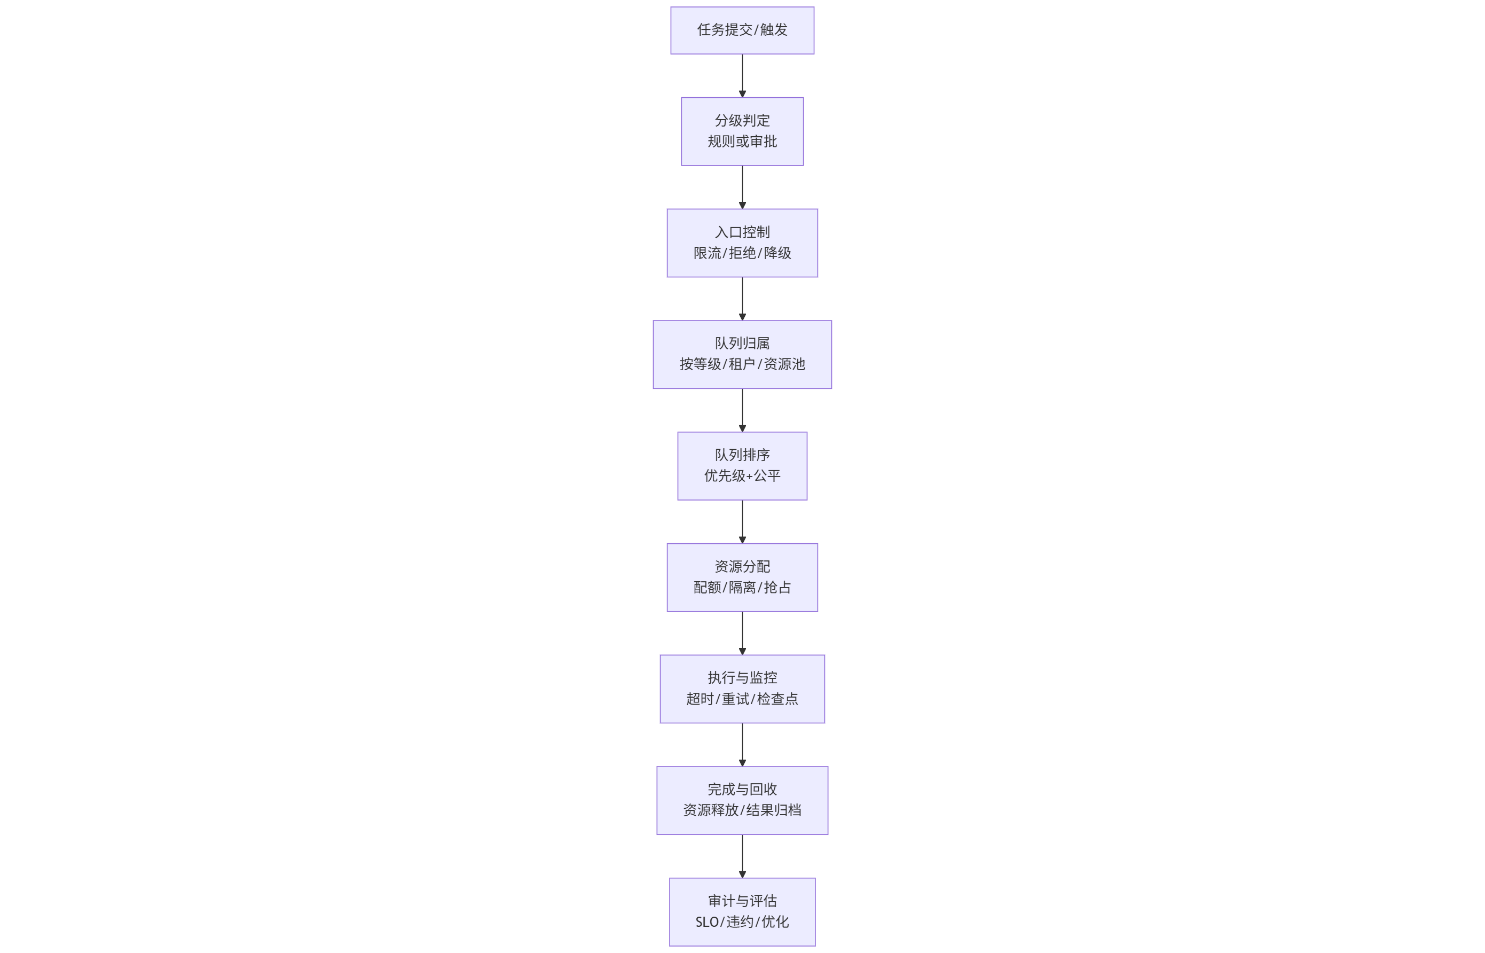 任务提交/触发
分级判定
规则或审批
入口控制
限流/拒绝/降级
队列归属
按等级/租户/资源池
队列排序
优先级+公平
资源分配
配额/隔离/抢占
执行与监控
超时/重试/检查点
完成与回收
资源释放/结果归档
审计与评估
SLO/违约/优化